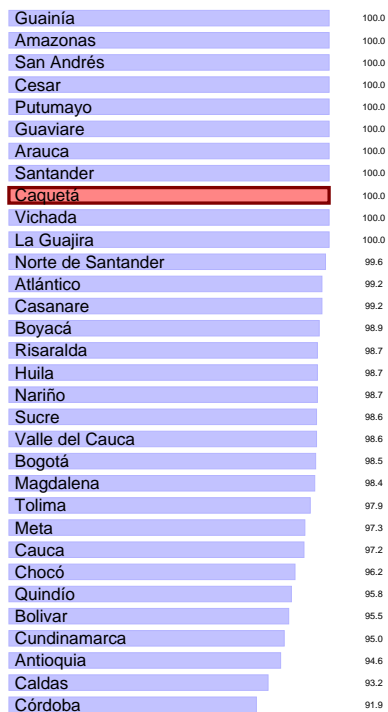 Guainía 100.0
Amazonas 100.0
San Andrés 100.0
Cesar 100.0
Putumayo 100.0
Guaviare 100.0
Arauca 100.0
Santander 100.0
Caquetá 100.0
Vichada 100.0
La Guajira 100.0
Norte de Santander 99.6
Atlántico 99.2
Casanare 99.2
Boyacá 98.9
Risaralda 98.7
Huila 98.7
Nariño 98.7
Sucre 98.6
Valle del Cauca 98.6
Bogotá 98.5
Magdalena 98.4
Tolima 97.9
Meta 97.3
Cauca 97.2
Chocó 96.2
Quindío 95.8
Bolivar 95.5
Cundinamarca 95.0
Antioquia 94.6
Caldas 93.2
Córdoba 91.9